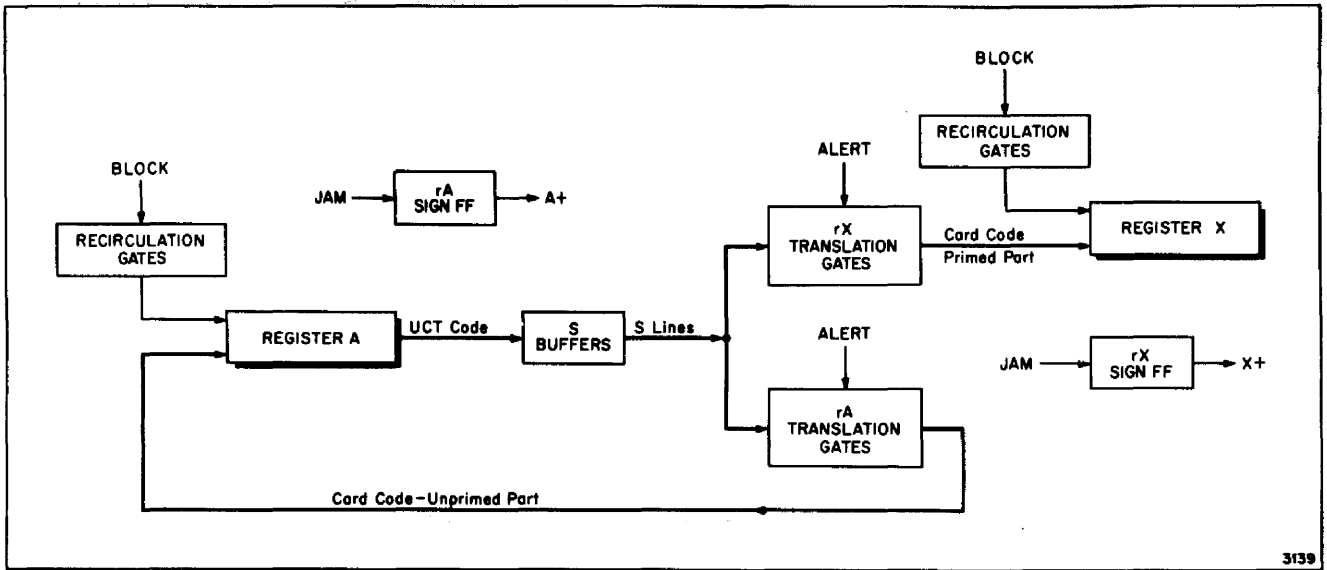 BLOCK
RECIRCULATION
GATES
BLOCK
ALERT
JAM
rA
SIGN FF
A+
RECIRCULATION
GATES
rX
TRANSLATION
GATES
Card Code
Primed Part
REGISTER X
REGISTER A
UCT Code
S
BUFFERS
S Lines
ALERT
JAM
rX
SIGN FF
X+
rA
TRANSLATION
GATES
Card Code-Unprimed Part
3139